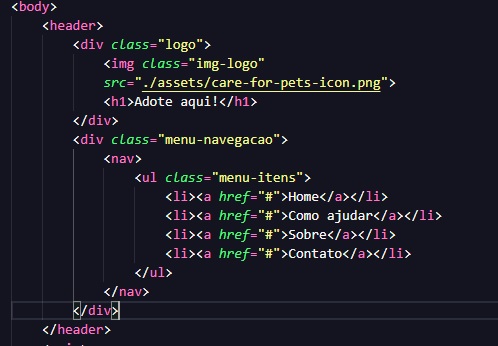 <body>
<header>
<div class="logo">
<img class="img-logo"
src="./assets/care-for-pets-icon.png">
<h1>Adote aqui!</h1>
</div>
<div class="menu-navegacao">
<nav>
<ul class="menu-itens">
<li><a href="#">Home</a></li>
<li><a href="#">Como ajudar</a></li>
<li><a href="#">Sobre</a></li>
<li><a href="#">Contato</a></li>
</ul>
</nav>
</div>
</header>